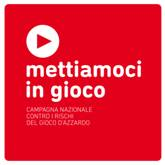 mettiamoci
in gioco
CAMPAGNA NAZIONALE
CONTRO I RISCHI
DEL GIOCO D'AZZARDO